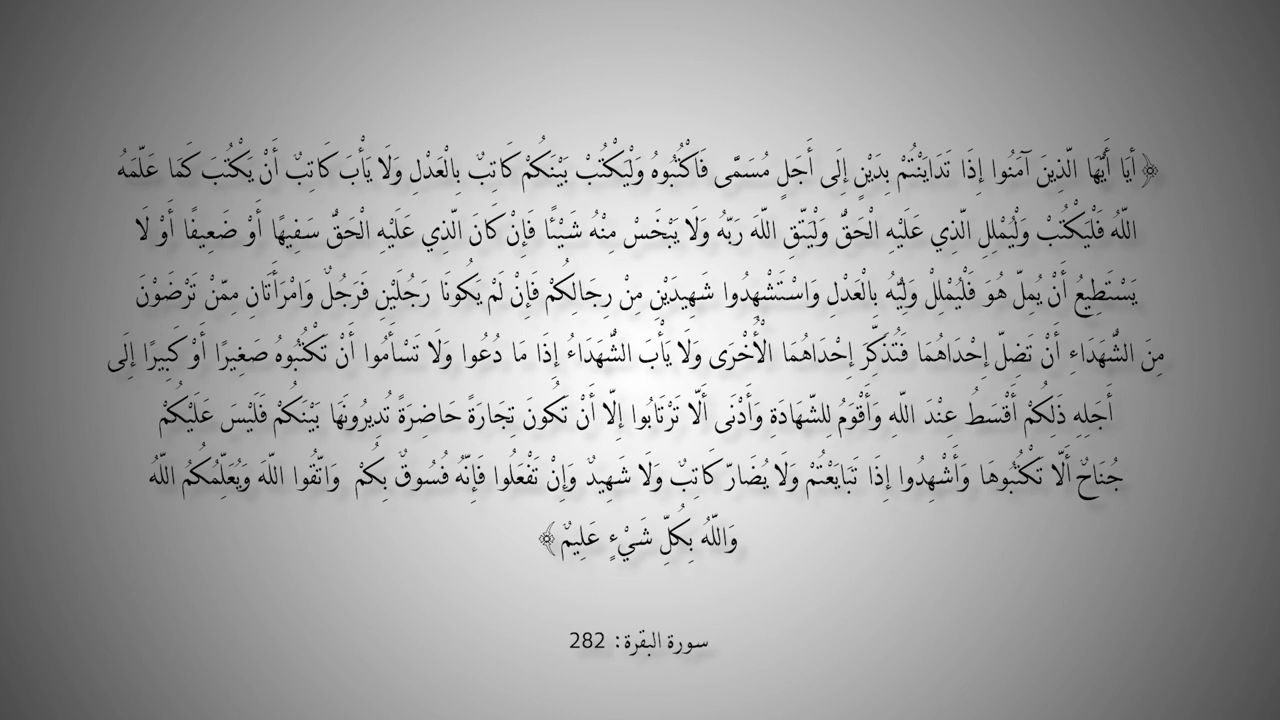 ﴿ أَيَا أَيُّهَا الَّذِينَ آمَنُوا إِذَا تَدَايَنْتُمْ بِدَيْنٍ إِلَى أَجَلٍ مُسَمًّى فَاكْتُبُوهُ وَلْيَكْتُبْ بَيْنَكُمْ كَاتِبٌ بِالْعَدْلِ وَلَا يَأْبَ كَاتِبٌ أَنْ يَكْتُبَ كَمَا عَلَّمَهُ
اللَّهُ فَلْيَكْتُبْ وَلْيُمْلِلِ الَّذِي عَلَيْهِ الْحَقُّ وَلْيَتَّقِ اللَّهَ رَبَّهُ وَلَا يَبْخَسْ مِنْهُ شَيْئًا فَإِنْ كَانَ الَّذِي عَلَيْهِ الْحَقُّ سَفِيهًا أَوْ ضَعِيفًا أَوْ لَا
يَسْتَطِيعُ أَنْ يُمِلَّ هُوَ فَلْيُمْلِلْ وَلِيُّهُ بِالْعَدْلِ وَاسْتَشْهِدُوا شَهِيدَيْنِ مِنْ رِجَالِكُمْ فَإِنْ لَمْ يَكُونَا رَجُلَيْنِ فَرَجُلٌ وَامْرَأَتَانِ مِمَّنْ تَرْضَوْنَ
مِنَ الشُّهَدَاءِ أَنْ تَضِلَّ إِحْدَاهُمَا فَتُذَكِّرَ إِحْدَاهُمَا الْأُخْرَى وَلَا يَأْبَ الشُّهَدَاءُ إِذَا مَا دُعُوا وَلَا تَسْأَمُوا أَنْ تَكْتُبُوهُ صَغِيرًا أَوْ كَبِيرًا إِلَى
أَجَلِهِ ذَلِكُمْ أَقْسَطُ عِنْدَ اللَّهِ وَأَقْوَمُ لِلشَّهَادَةِ وَأَدْنَى أَلَّا تَرْتَابُوا إِلَّا أَنْ تَكُونَ تِجَارَةً حَاضِرَةً تُدِيرُونَهَا بَيْنَكُمْ فَلَيْسَ عَلَيْكُمْ
جُنَاحٌ أَلَّا تَكْتُبُوهَا وَأَشْهِدُوا إِذَا تَبَايَعْتُمْ وَلَا يُضَارَّ كَاتِبٌ وَلَا شَهِيدٌ وَإِنْ تَفْعَلُوا فَإِنَّهُ فُسُوقٌ بِكُمْ وَاتَّقُوا اللَّهَ وَيُعَلِّمُكُمُ اللَّهُ
وَاللَّهُ بِكُلِّ شَيْءٍ عَلِيمٌ ﴾
سورة البقرة: 282